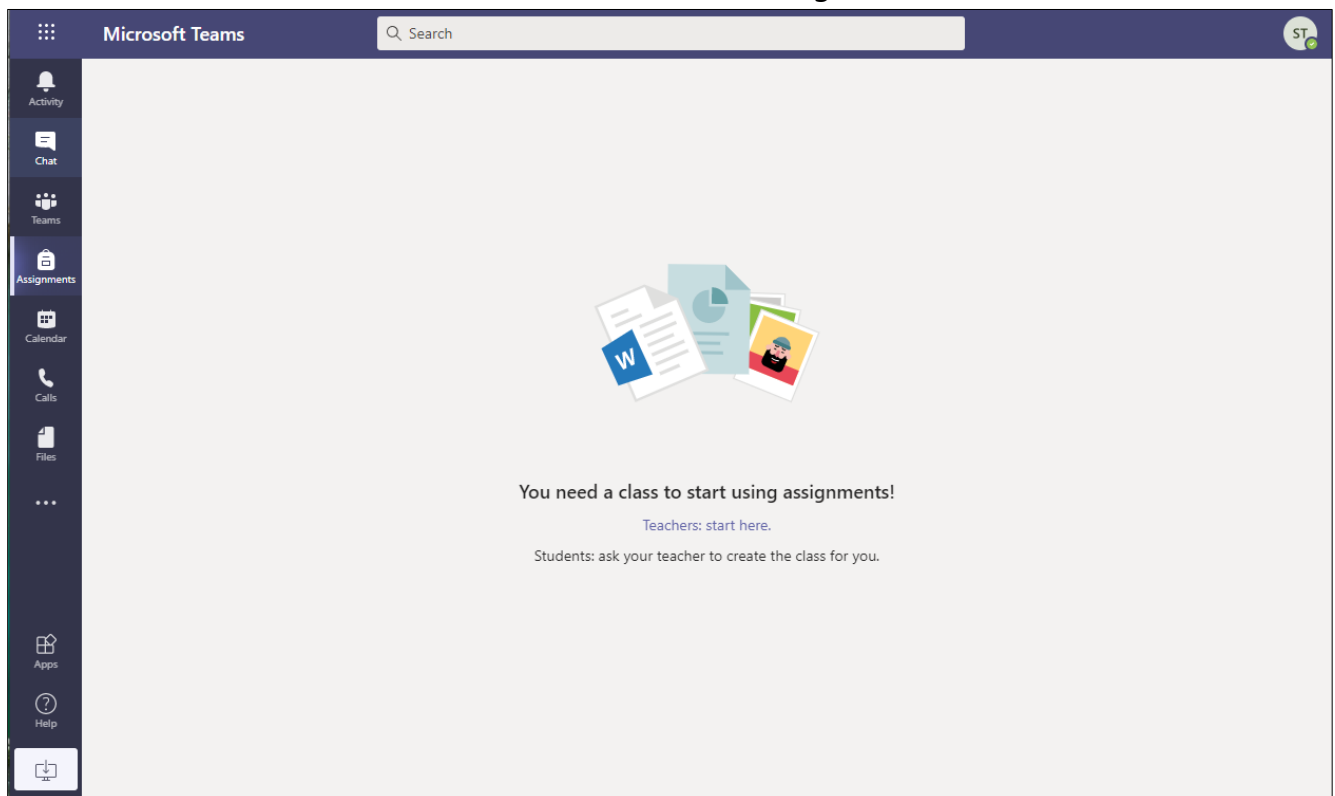 Microsoft Teams
Search
ST
Activity
Chat
Teams
Assignments
Calendar
Calls
Files
W
You need a class to start using assignments!
Teachers: start here.
Students: ask your teacher to create the class for you.
Apps
Help